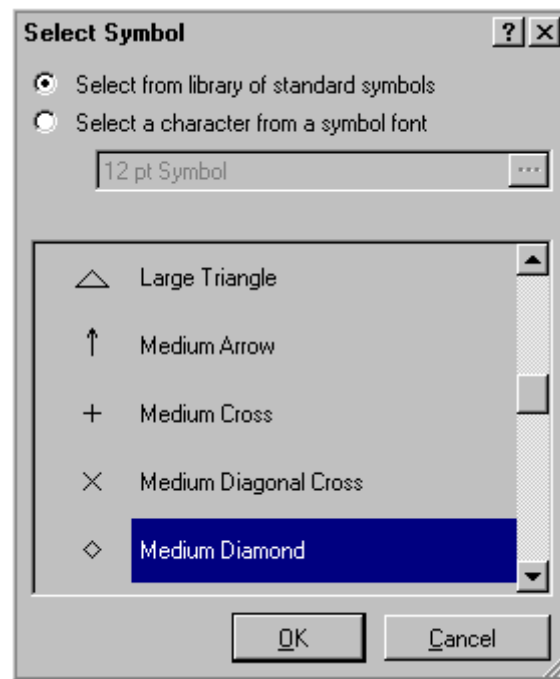 Select Symbol
Select from library of standard symbols
Select a character from a symbol font
12 pt Symbol
Large Triangle
Medium Arrow
Medium Cross
Medium Diagonal Cross
Medium Diamond
OK Cancel